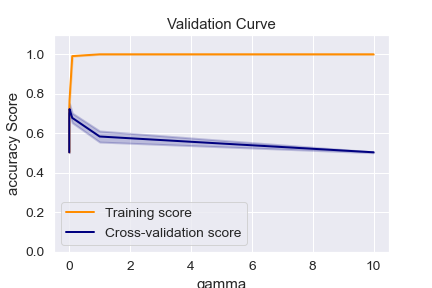 Validation Curve
accuracy Score
1.0
0.8
0.6
0.4
0.2
0.0
Training score
Cross-validation score
0 2 4 6 8 10
gamma